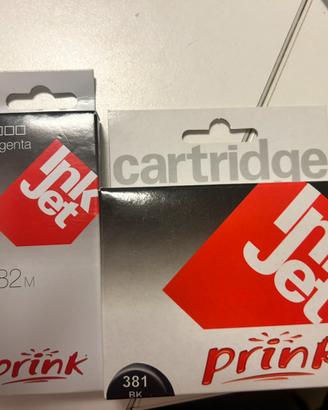 agenta
Ink
Jet
82M
prink
cartridge
Ink
Jet
prink
381
BK